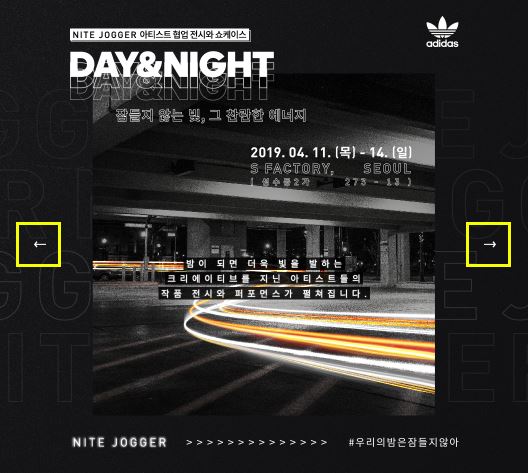 NITE JOGGER 아티스트 협업 전시와 쇼케이스
adidas
DAY&NIGHT
DAY&NIGHT
잠들지 않는 빛, 그 찬란한 에너지
2019. 04. 11. (목) - 14. (일)
S FACTORY, SEOUL
( 성수동2가 273 - 13 )
←
→
밤이 되면 더욱 빛을 발하는
크리에이티브를 지닌 아티스트들의
작품 전시와 퍼포먼스가 펼쳐집니다.
NITE JOGGER > > > > > > > > > > > > > > #우리의밤은잠들지않아